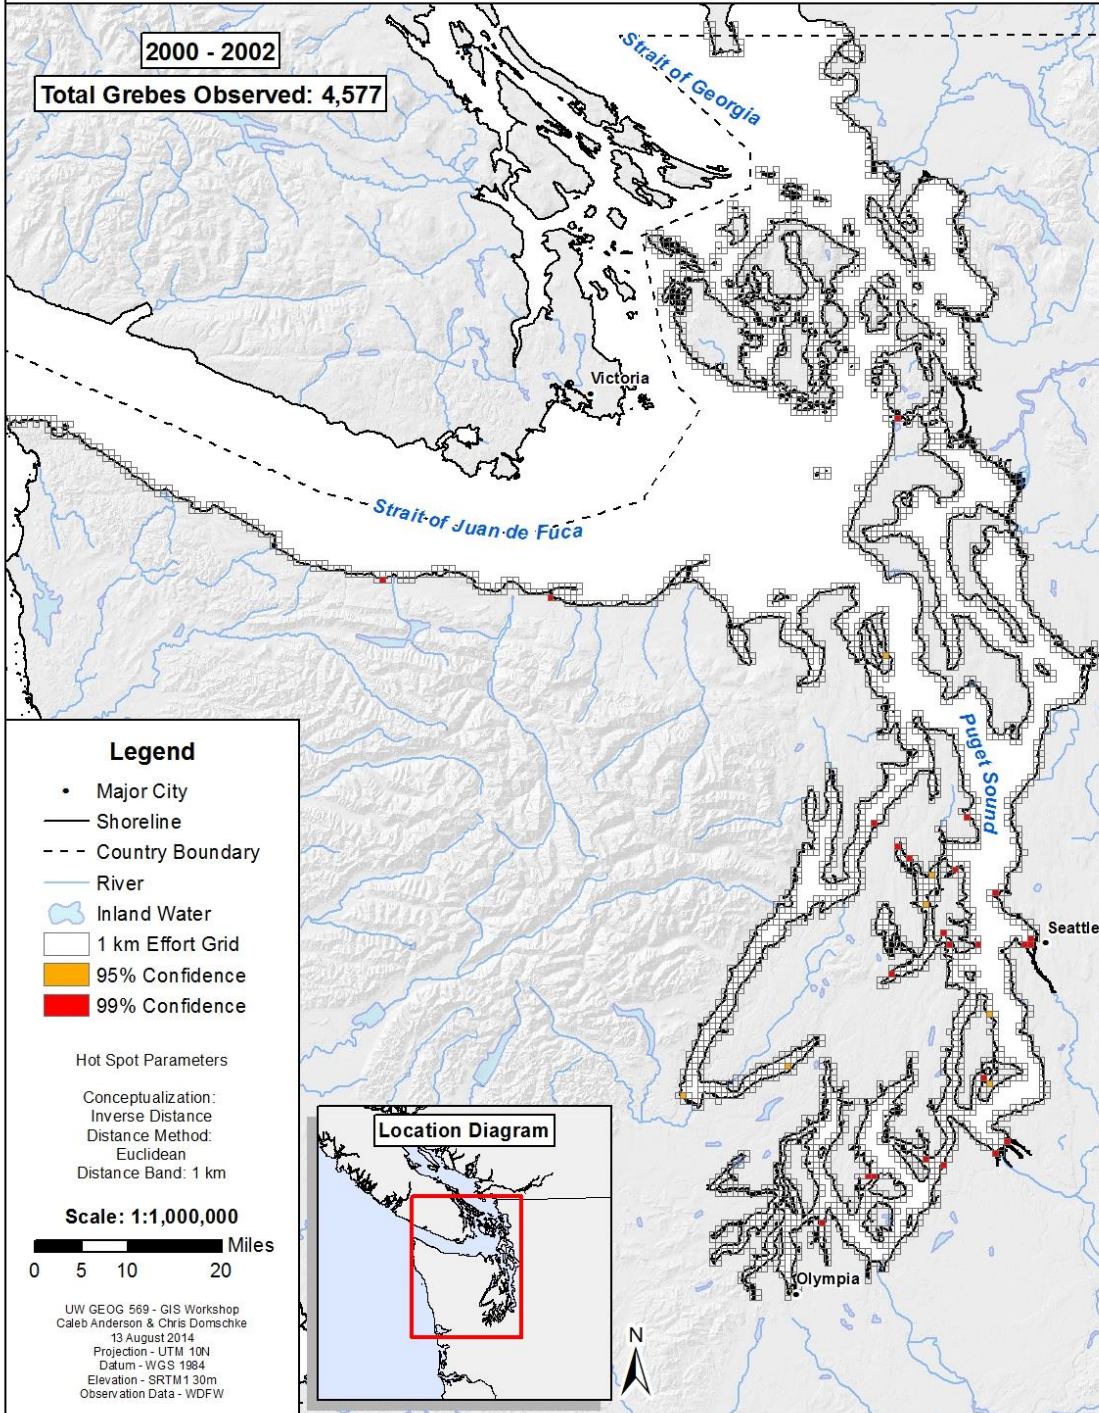 2000 - 2002
Total Grebes Observed: 4,577
Strait of Georgia
Victoria
Strait of Juan de Fuca
Puget Sound
Seattle
Olympia
Legend
Major City
Shoreline
Country Boundary
River
Inland Water
1 km Effort Grid
95% Confidence
99% Confidence
Hot Spot Parameters
Conceptualization:
Inverse Distance
Distance Method:
Euclidean
Distance Band: 1 km
Scale: 1:1,000,000
Miles
0 5 10 20
UW GEOG 569 - GIS Workshop
Caleb Anderson & Chris Domschke
13 August 2014
Projection - UTM 10N
Datum - WGS 1984
Elevation - SRTM1 30m
Observation Data - WDFW
Location Diagram
N